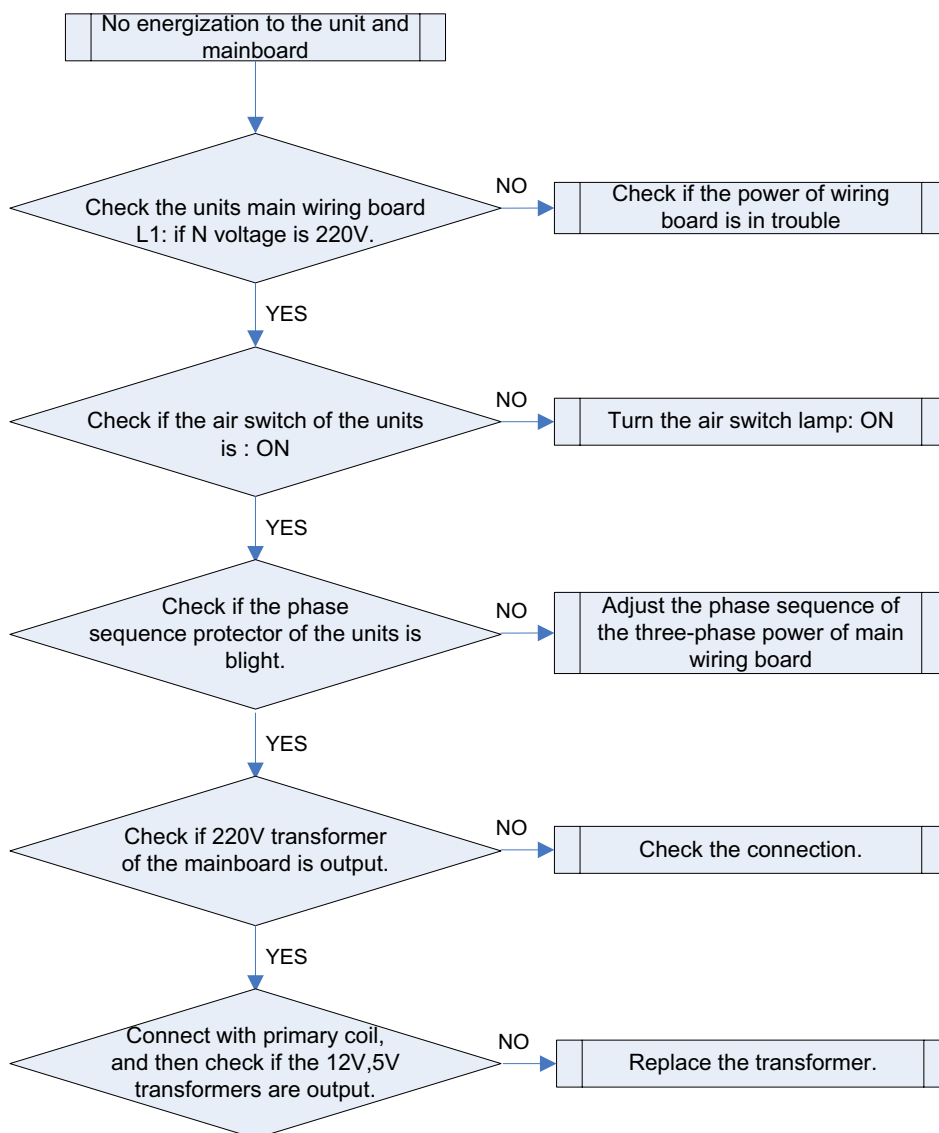 No energization to the unit and
mainboard
Check the units main wiring board
L1: if N voltage is 220V.
NO
Check if the power of wiring
board is in trouble
YES
Check if the air switch of the units
is : ON
NO
Turn the air switch lamp: ON
YES
Check if the phase
sequence protector of the units is
blight.
NO
Adjust the phase sequence of
the three-phase power of main
wiring board
YES
Check if 220V transformer
of the mainboard is output.
NO
Check the connection.
YES
Connect with primary coil,
and then check if the 12V,5V
transformers are output.
NO
Replace the transformer.